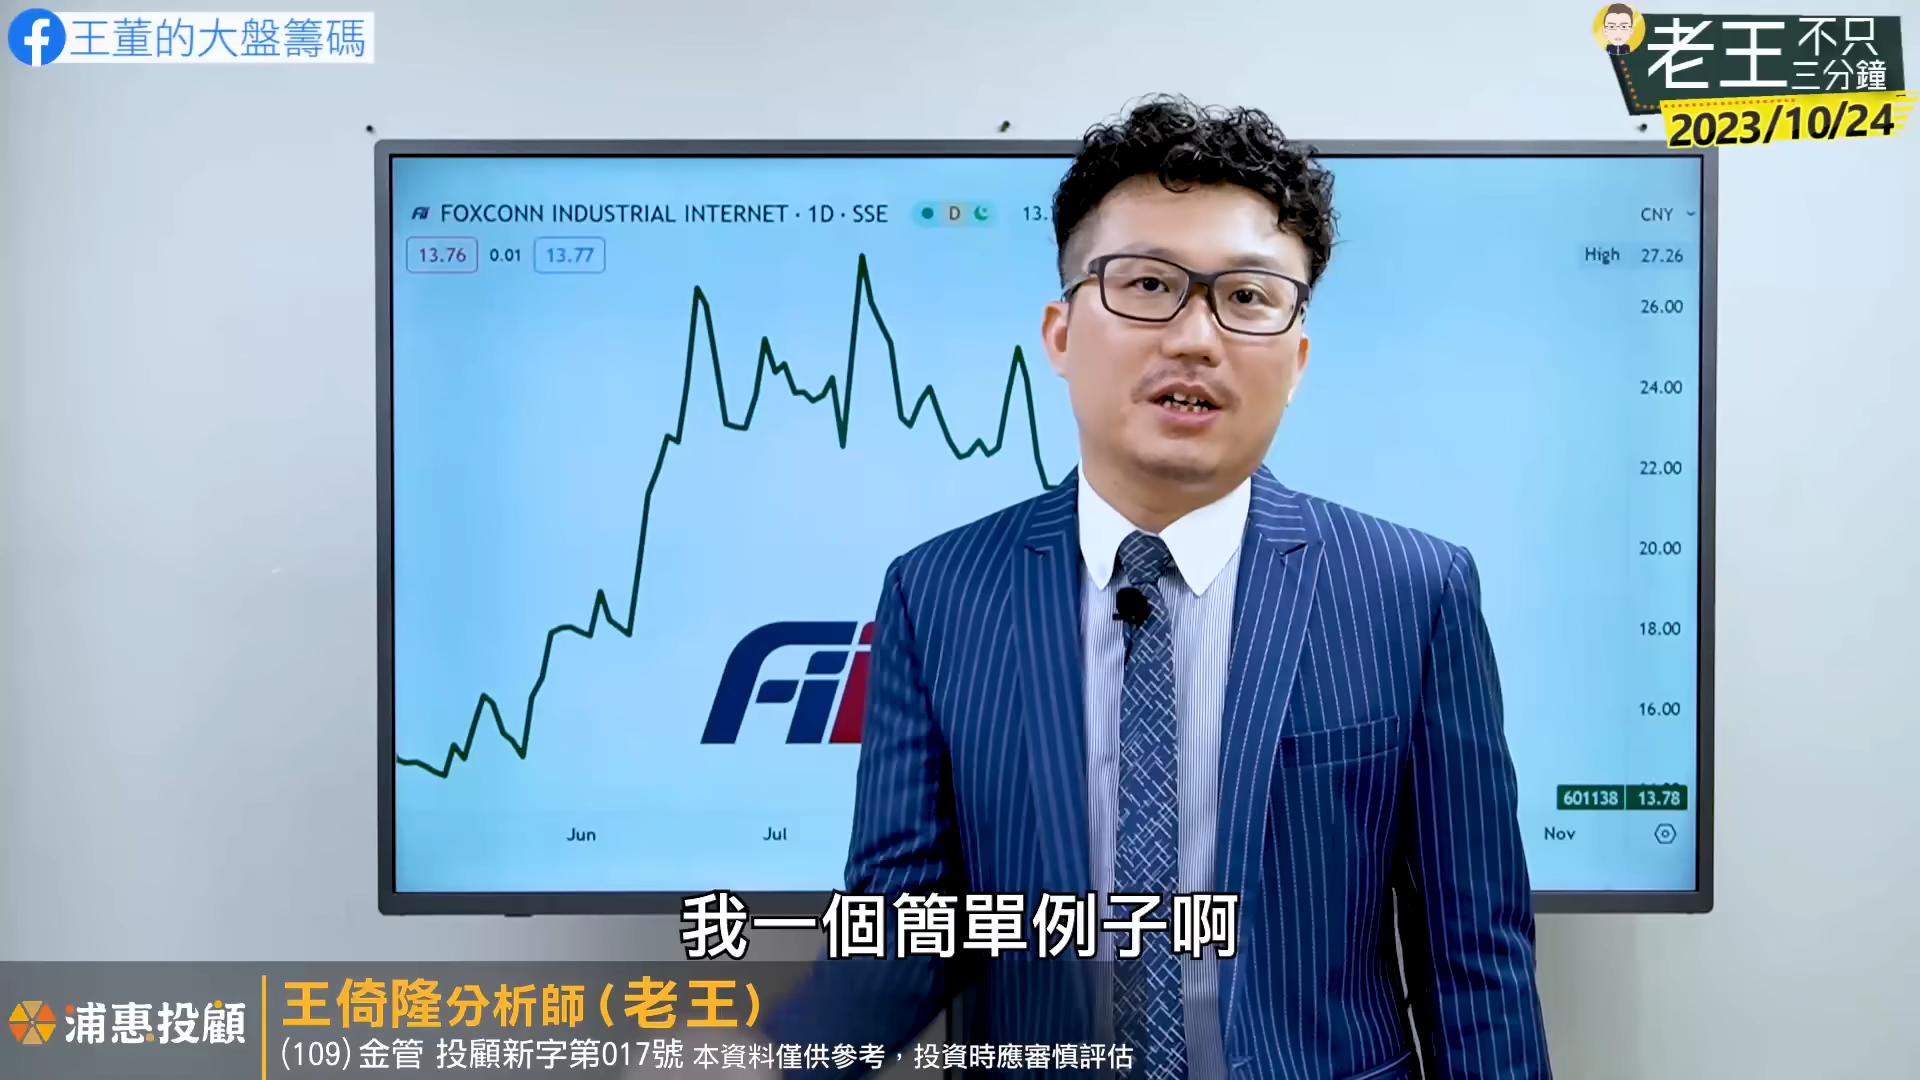 王董的大盤籌碼
老王不只三分鐘
2023/10/24
FOXCONN INDUSTRIAL INTERNET · 1D · SSE
D
13.
CNY
13.76 0.01 13.77
High 27.26
26.00
24.00
22.00
20.00
18.00
16.00
601138 13.78
Jun Jul Nov
Fii
我一個簡單例子啊
浦惠投顧
王倚隆分析師(老王)
(109)金管 投顧新字第017號 本資料僅供參考,投資時應審慎評估